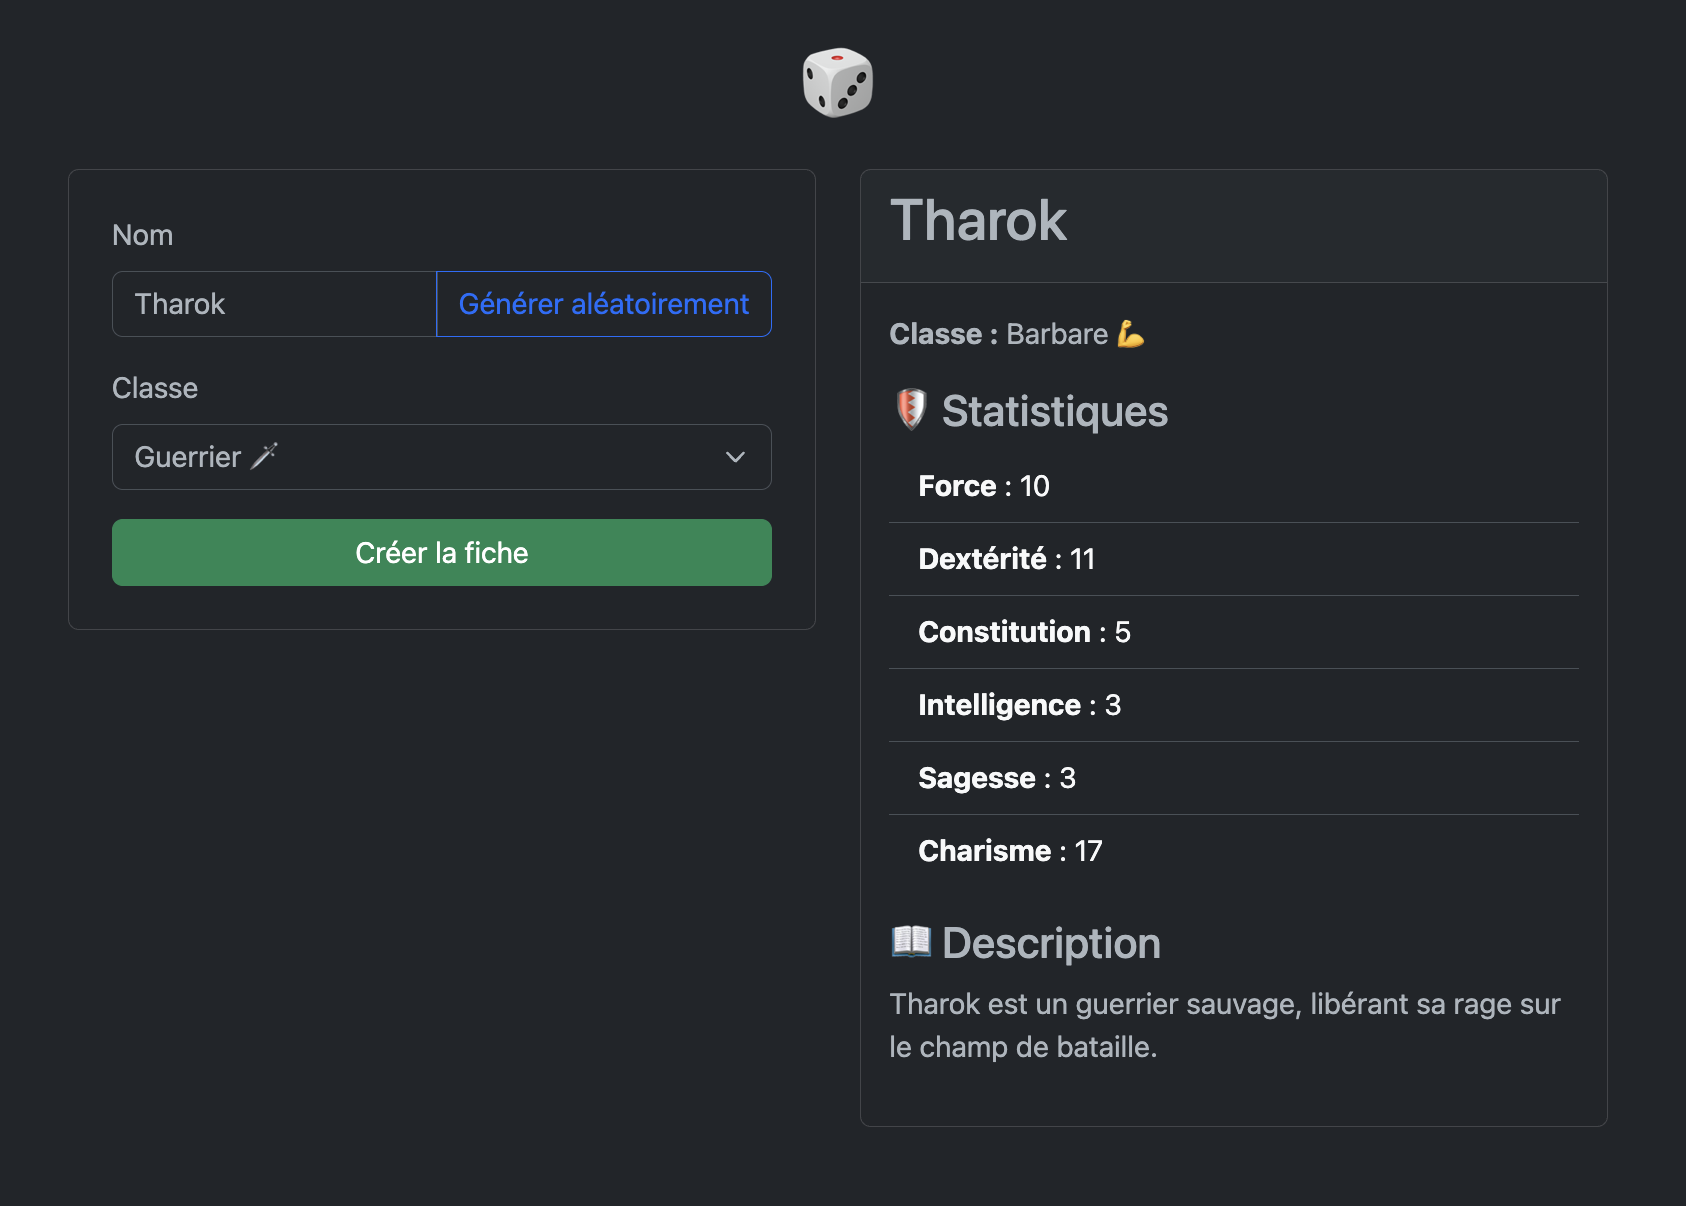 Nom
Tharok
Générer aléatoirement
Classe
Guerrier 🗡️
Créer la fiche
Tharok
Classe : Barbare 💪
🛡️ Statistiques
Force : 10
Dextérité : 11
Constitution : 5
Intelligence : 3
Sagesse : 3
Charisme : 17
📖 Description
Tharok est un guerrier sauvage, libérant sa rage sur
le champ de bataille.